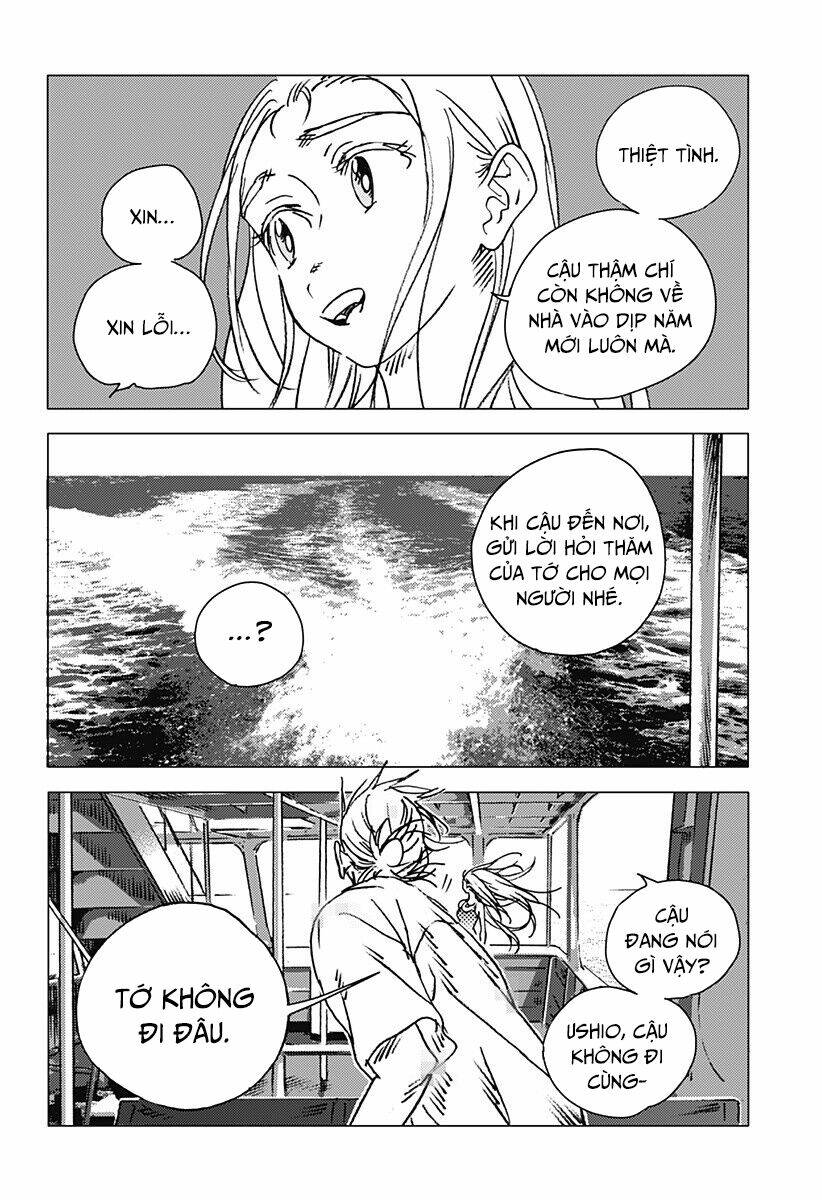 THIỆT TÌNH.
CẬU THẬM CHÍ
CÒN KHÔNG VỀ
NHÀ VÀO DỊP NĂM
MỚI LUÔN MÀ.
XIN...
XIN LỖI...
KHI CẬU ĐẾN NƠI,
GỬI LỜI HỎI THĂM
CỦA TỚ CHO MỌI
NGƯỜI NHÉ.
...?
CẬU
ĐANG NÓI
GÌ VẬY?
USHIO, CẬU
KHÔNG ĐI
CÙNG-
TỚ KHÔNG
ĐI ĐÂU.